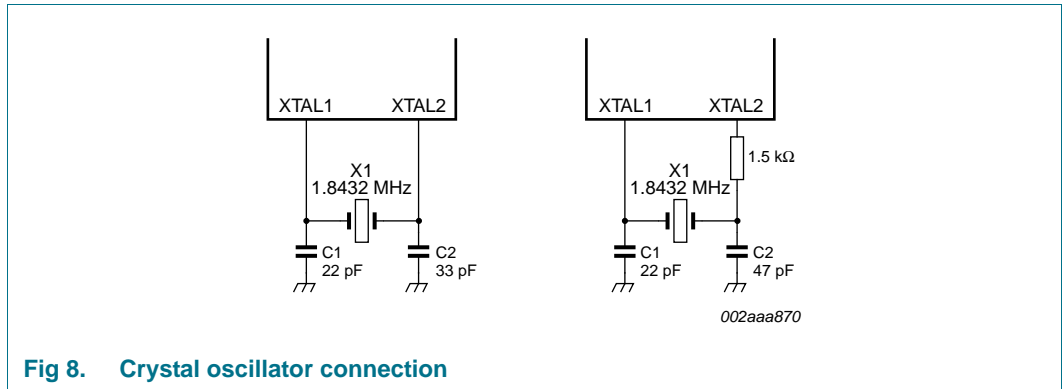 XTAL1 XTAL2
X1
1.8432 MHz
C1
22 pF
C2
33 pF
XTAL1 XTAL2
1.5 kΩ
X1
1.8432 MHz
C1
22 pF
C2
47 pF
002aaa870
Fig 8. Crystal oscillator connection